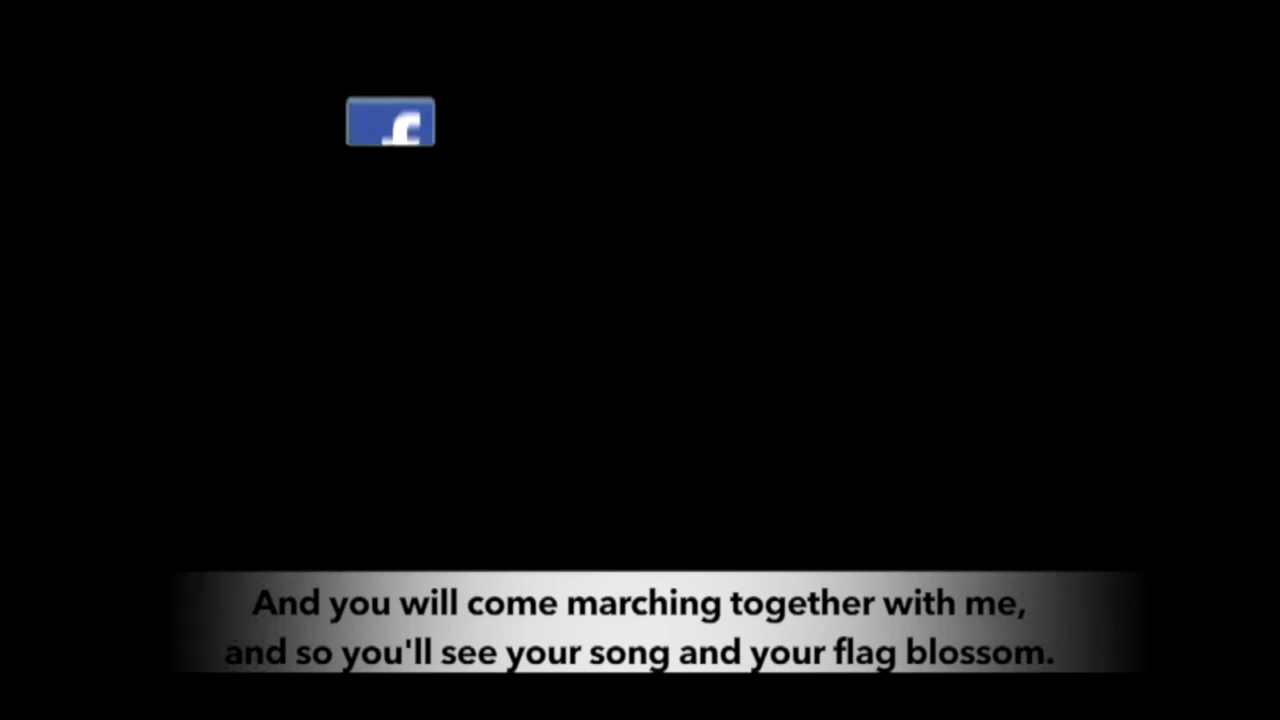 f
And you will come marching together with me,
and so you'll see your song and your flag blossom.